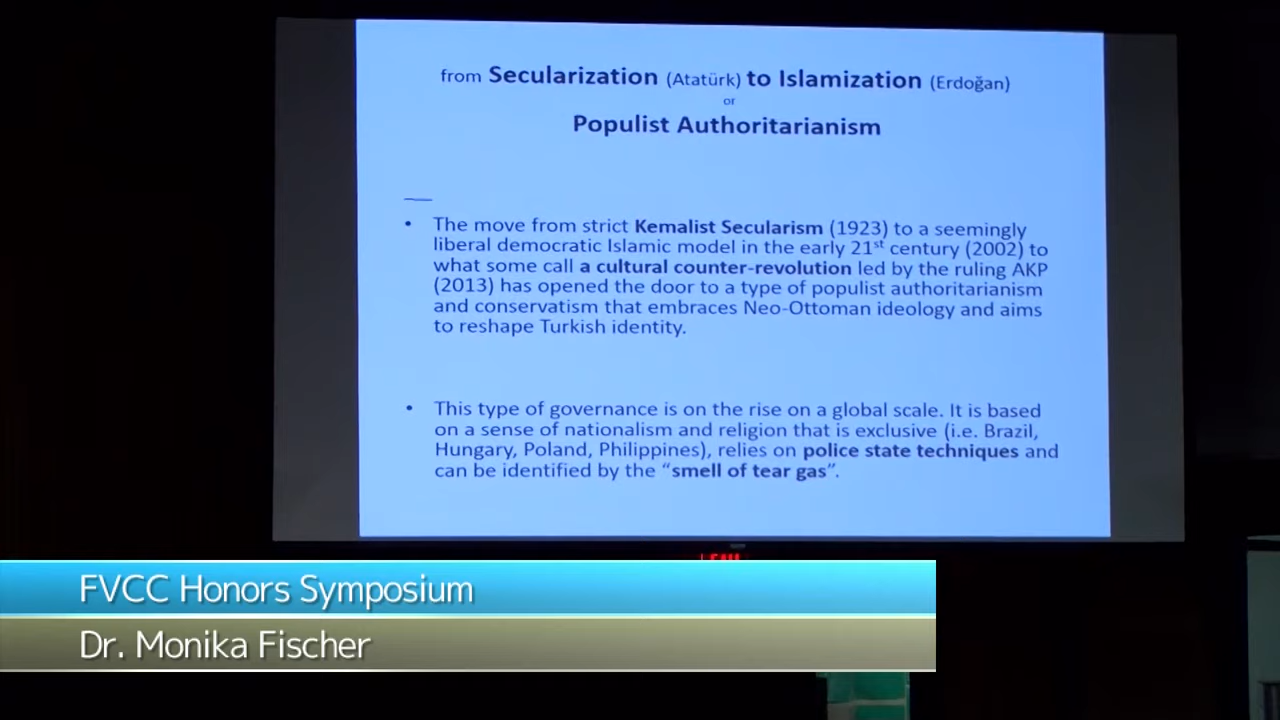 from Secularization (Atatürk) to Islamization (Erdoğan)
or
Populist Authoritarianism
• The move from strict Kemalist Secularism (1923) to a seemingly
liberal democratic Islamic model in the early 21st century (2002) to
what some call a cultural counter-revolution led by the ruling AKP
(2013) has opened the door to a type of populist authoritarianism
and conservatism that embraces Neo-Ottoman ideology and aims
to reshape Turkish identity.
• This type of governance is on the rise on a global scale. It is based
on a sense of nationalism and religion that is exclusive (i.e. Brazil,
Hungary, Poland, Philippines), relies on police state techniques and
can be identified by the “smell of tear gas”.
FVCC Honors Symposium
Dr. Monika Fischer